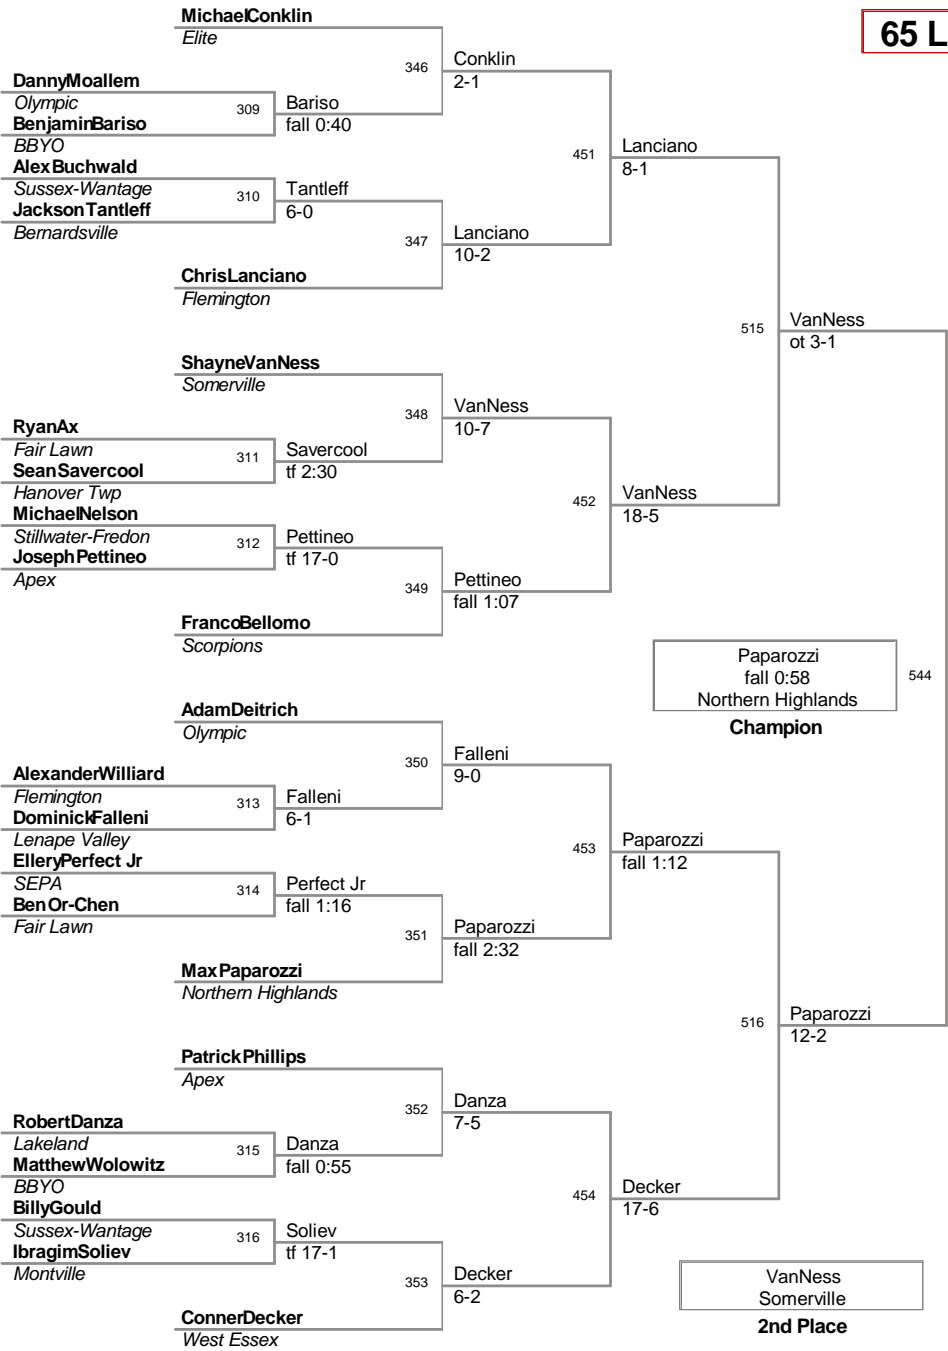 MichaelConklin
Elite
65 L
346
Conklin
2-1
DannyMoallem
Olympic
309
Bariso
BenjaminBariso
fall 0:40
BBYO
451
Lanciano
8-1
AlexBuchwald
Sussex-Wantage
310
Tantleff
JacksonTantleff
6-0
Bernardsville
347
Lanciano
10-2
ChrisLanciano
Flemington
515
VanNess
ot 3-1
ShayneVanNess
Somerville
348
VanNess
10-7
RyanAx
Fair Lawn
311
Savercool
SeanSavercool
tf 2:30
Hanover Twp
452
VanNess
18-5
MichaelNelson
Stillwater-Fredon
312
Pettineo
JosephPettineo
tf 17-0
Apex
349
Pettineo
fall 1:07
FrancoBellomo
Scorpions
Paparozzi
fall 0:58
Northern Highlands
544
Champion
AdamDeitrich
Olympic
350
Falleni
9-0
AlexanderWilliard
Flemington
313
Falleni
DominickFalleni
6-1
Lenape Valley
453
Paparozzi
fall 1:12
ElleryPerfect Jr
SEPA
314
Perfect Jr
BenOr-Chen
fall 1:16
Fair Lawn
351
Paparozzi
fall 2:32
MaxPaparozzi
Northern Highlands
516
Paparozzi
12-2
PatrickPhillips
Apex
352
Danza
7-5
RobertDanza
Lakeland
315
Danza
MatthewWolowitz
fall 0:55
BBYO
454
Decker
17-6
BillyGould
Sussex-Wantage
316
Soliev
IbragimSoliev
tf 17-1
Montville
353
Decker
6-2
ConnerDecker
West Essex
VanNess
Somerville
2nd Place